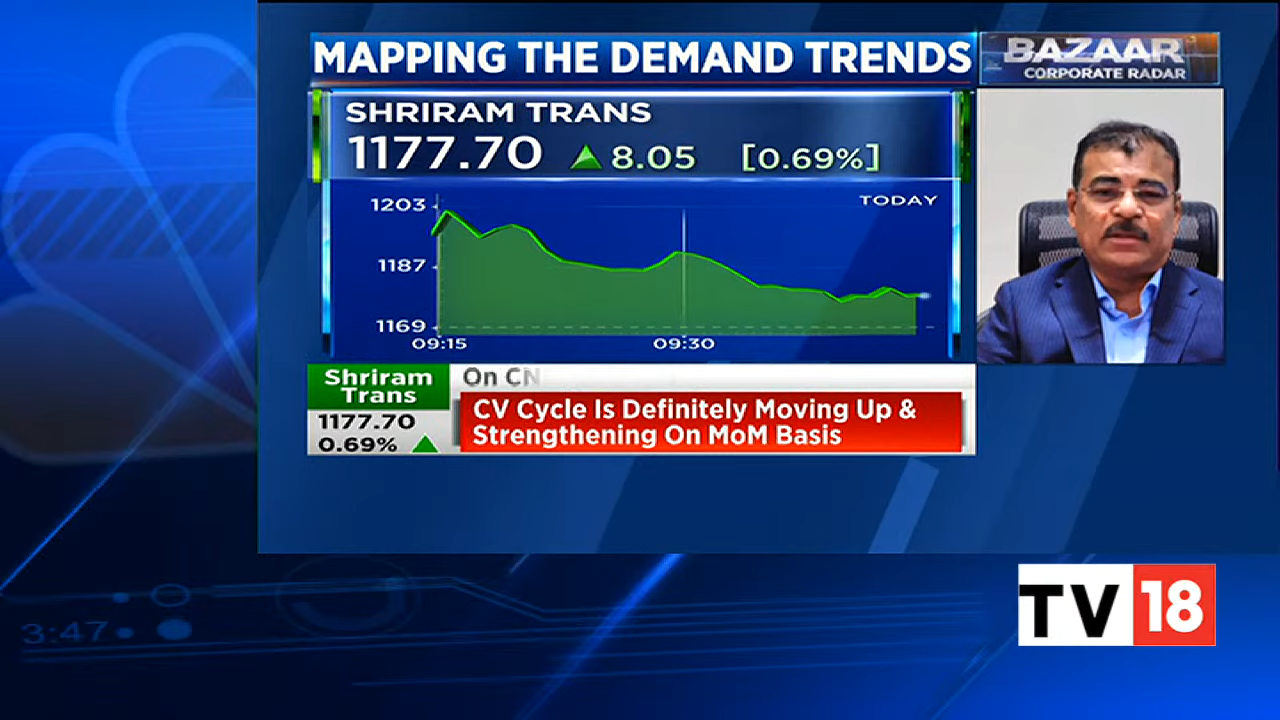 MAPPING THE DEMAND TRENDS
BAZAAR
CORPORATE RADAR
SHRIRAM TRANS
1177.70 ▲ 8.05 [0.69%]
TODAY
1203
1187
1169
09:15 09:30
Shriram
Trans
1177.70
0.69% ▲
On CN
CV Cycle Is Definitely Moving Up &
Strengthening On MoM Basis
TV18
3:47